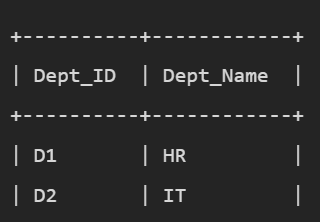 +----------+------------+
| Dept_ID  | Dept_Name  |
+----------+------------+
| D1       | HR         |
| D2       | IT         |